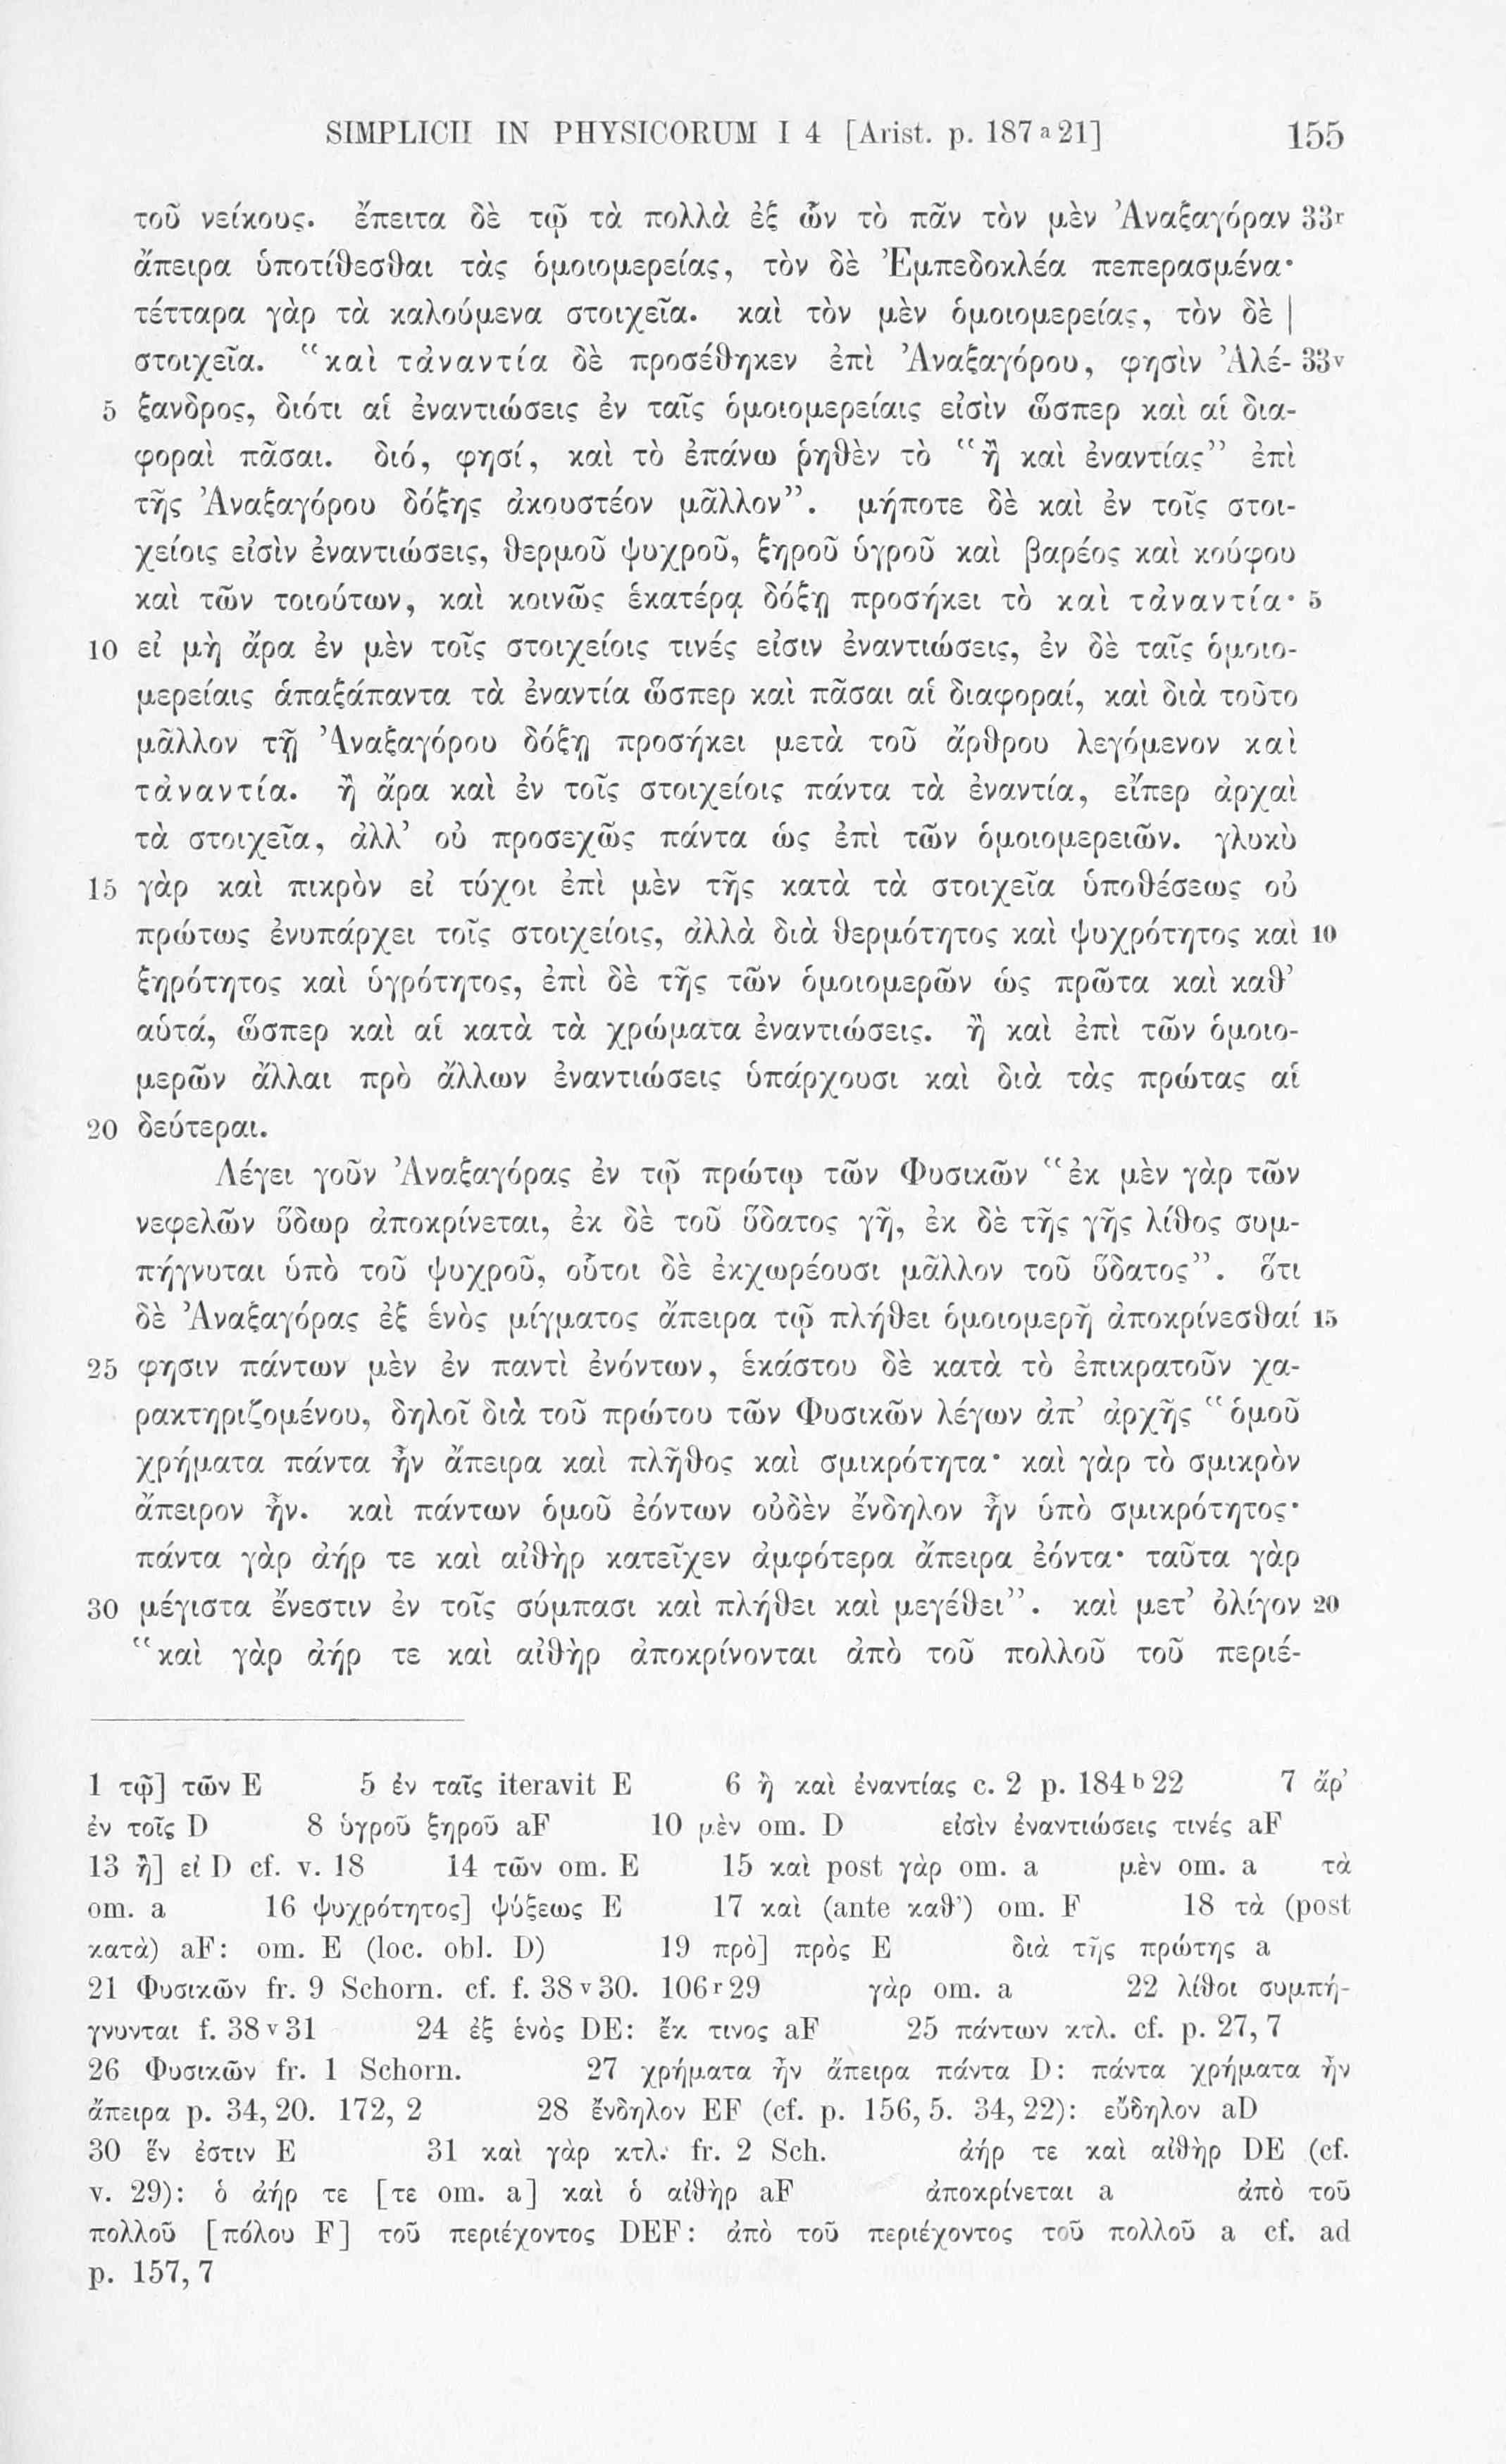 SIMPLICII IN PHYSICORUM I 4 [Arist. p. 187ᵃ21] 155
τοῦ νείκους. ἔπειτα δὲ τῷ τὰ πολλὰ ἐξ ὧν τὸ πᾶν τὸν μὲν Ἀναξαγόραν 33ʳ
ἄπειρα ὑποτίθεσθαι τὰς ὁμοιομερείας, τὸν δὲ Ἐμπεδοκλέα πεπερασμένα·
τέτταρα γὰρ τὰ καλούμενα στοιχεῖα. καὶ τὸν μὲν ὁμοιομερείας, τὸν δὲ |
στοιχεῖα. “καὶ τἀναντία δὲ προσέθηκεν ἐπὶ Ἀναξαγόρου, φησὶν Ἀλέ- 33ᵛ
5 ξανδρος, διότι αἱ ἐναντιώσεις ἐν ταῖς ὁμοιομερείαις εἰσὶν ὥσπερ καὶ αἱ δια-
φοραὶ πᾶσαι. διό, φησί, καὶ τὸ ἐπάνω ῥηθὲν τὸ “ἢ καὶ ἐναντίας” ἐπὶ
τῆς Ἀναξαγόρου δόξης ἀκουστέον μᾶλλον”. μήποτε δὲ καὶ ἐν τοῖς στοι-
χείοις εἰσὶν ἐναντιώσεις, θερμοῦ ψυχροῦ, ξηροῦ ὑγροῦ καὶ βαρέος καὶ κούφου
καὶ τῶν τοιούτων, καὶ κοινῶς ἑκατέρᾳ δόξῃ προσήκει τὸ καὶ τἀναντία· 5
10 εἰ μὴ ἄρα ἐν μὲν τοῖς στοιχείοις τινές εἰσιν ἐναντιώσεις, ἐν δὲ ταῖς ὁμοιο-
μερείαις ἁπαξάπαντα τὰ ἐναντία ὥσπερ καὶ πᾶσαι αἱ διαφοραί, καὶ διὰ τοῦτο
μᾶλλον τῇ Ἀναξαγόρου δόξῃ προσήκει μετὰ τοῦ ἄρθρου λεγόμενον καὶ
τἀναντία. ἢ ἄρα καὶ ἐν τοῖς στοιχείοις πάντα τὰ ἐναντία, εἴπερ ἀρχαὶ
τὰ στοιχεῖα, ἀλλ’ οὐ προσεχῶς πάντα ὡς ἐπὶ τῶν ὁμοιομερειῶν. γλυκὺ
15 γὰρ καὶ πικρὸν εἰ τύχοι ἐπὶ μὲν τῆς κατὰ τὰ στοιχεῖα ὑποθέσεως οὐ
πρώτως ἐνυπάρχει τοῖς στοιχείοις, ἀλλὰ διὰ θερμότητος καὶ ψυχρότητος καὶ 10
ξηρότητος καὶ ὑγρότητος, ἐπὶ δὲ τῆς τῶν ὁμοιομερῶν ὡς πρῶτα καὶ καθ’
αὑτά, ὥσπερ καὶ αἱ κατὰ τὰ χρώματα ἐναντιώσεις. ἢ καὶ ἐπὶ τῶν ὁμοιο-
μερῶν ἄλλαι πρὸ ἄλλων ἐναντιώσεις ὑπάρχουσι καὶ διὰ τὰς πρώτας αἱ
20 δεύτεραι.
Λέγει γοῦν Ἀναξαγόρας ἐν τῷ πρώτῳ τῶν Φυσικῶν “ἐκ μὲν γὰρ τῶν
νεφελῶν ὕδωρ ἀποκρίνεται, ἐκ δὲ τοῦ ὕδατος γῆ, ἐκ δὲ τῆς γῆς λίθος συμ-
πήγνυται ὑπὸ τοῦ ψυχροῦ, οὗτοι δὲ ἐκχωρέουσι μᾶλλον τοῦ ὕδατος”. ὅτι
δὲ Ἀναξαγόρας ἐξ ἑνὸς μίγματος ἄπειρα τῷ πλήθει ὁμοιομερῆ ἀποκρίνεσθαί 15
25 φησιν πάντων μὲν ἐν παντὶ ἐνόντων, ἑκάστου δὲ κατὰ τὸ ἐπικρατοῦν χα-
ρακτηριζομένου, δηλοῖ διὰ τοῦ πρώτου τῶν Φυσικῶν λέγων ἀπ’ ἀρχῆς “ὁμοῦ
χρήματα πάντα ἦν ἄπειρα καὶ πλῆθος καὶ σμικρότητα· καὶ γὰρ τὸ σμικρὸν
ἄπειρον ἦν. καὶ πάντων ὁμοῦ ἐόντων οὐδὲν ἔνδηλον ἦν ὑπὸ σμικρότητος·
πάντα γὰρ ἀήρ τε καὶ αἰθὴρ κατεῖχεν ἀμφότερα ἄπειρα ἐόντα· ταῦτα γὰρ
30 μέγιστα ἔνεστιν ἐν τοῖς σύμπασι καὶ πλήθει καὶ μεγέθει”. καὶ μετ’ ὀλίγον 20
“καὶ γὰρ ἀήρ τε καὶ αἰθὴρ ἀποκρίνονται ἀπὸ τοῦ πολλοῦ τοῦ περιέ-
1 τῷ] τῶν E 5 ἐν ταῖς iteravit E 6 ἢ καὶ ἐναντίας c. 2 p. 184ᵇ22 7 ἄρ’
ἐν τοῖς D 8 ὑγροῦ ξηροῦ aF 10 μὲν om. D εἰσὶν ἐναντιώσεις τινές aF
13 ἢ] εἰ D cf. v. 18 14 τῶν om. E 15 καὶ post γὰρ om. a μὲν om. a τὰ
om. a 16 ψυχρότητος] ψύξεως E 17 καὶ (ante καθ’) om. F 18 τὰ (post
κατὰ) aF: om. E (loc. obl. D) 19 πρὸ] πρὸς E διὰ τῆς πρώτης a
21 Φυσικῶν fr. 9 Schorn. cf. f. 38ᵛ30. 106ʳ29 γὰρ om. a 22 λίθοι συμπή-
γνυνται f. 38ᵛ31 24 ἐξ ἑνὸς DE: ἔκ τινος aF 25 πάντων κτλ. cf. p. 27, 7
26 Φυσικῶν fr. 1 Schorn. 27 χρήματα ἦν ἄπειρα πάντα D: πάντα χρήματα ἦν
ἄπειρα p. 34, 20. 172, 2 28 ἔνδηλον EF (cf. p. 156, 5. 34, 22): εὔδηλον aD
30 ἕν ἐστιν E 31 καὶ γὰρ κτλ. fr. 2 Sch. ἀήρ τε καὶ αἰθὴρ DE (cf.
v. 29): ὁ ἀήρ τε [τε om. a] καὶ ὁ αἰθὴρ aF ἀποκρίνεται a ἀπὸ τοῦ
πολλοῦ [πόλου F] τοῦ περιέχοντος DEF: ἀπὸ τοῦ περιέχοντος τοῦ πολλοῦ a cf. ad
p. 157, 7